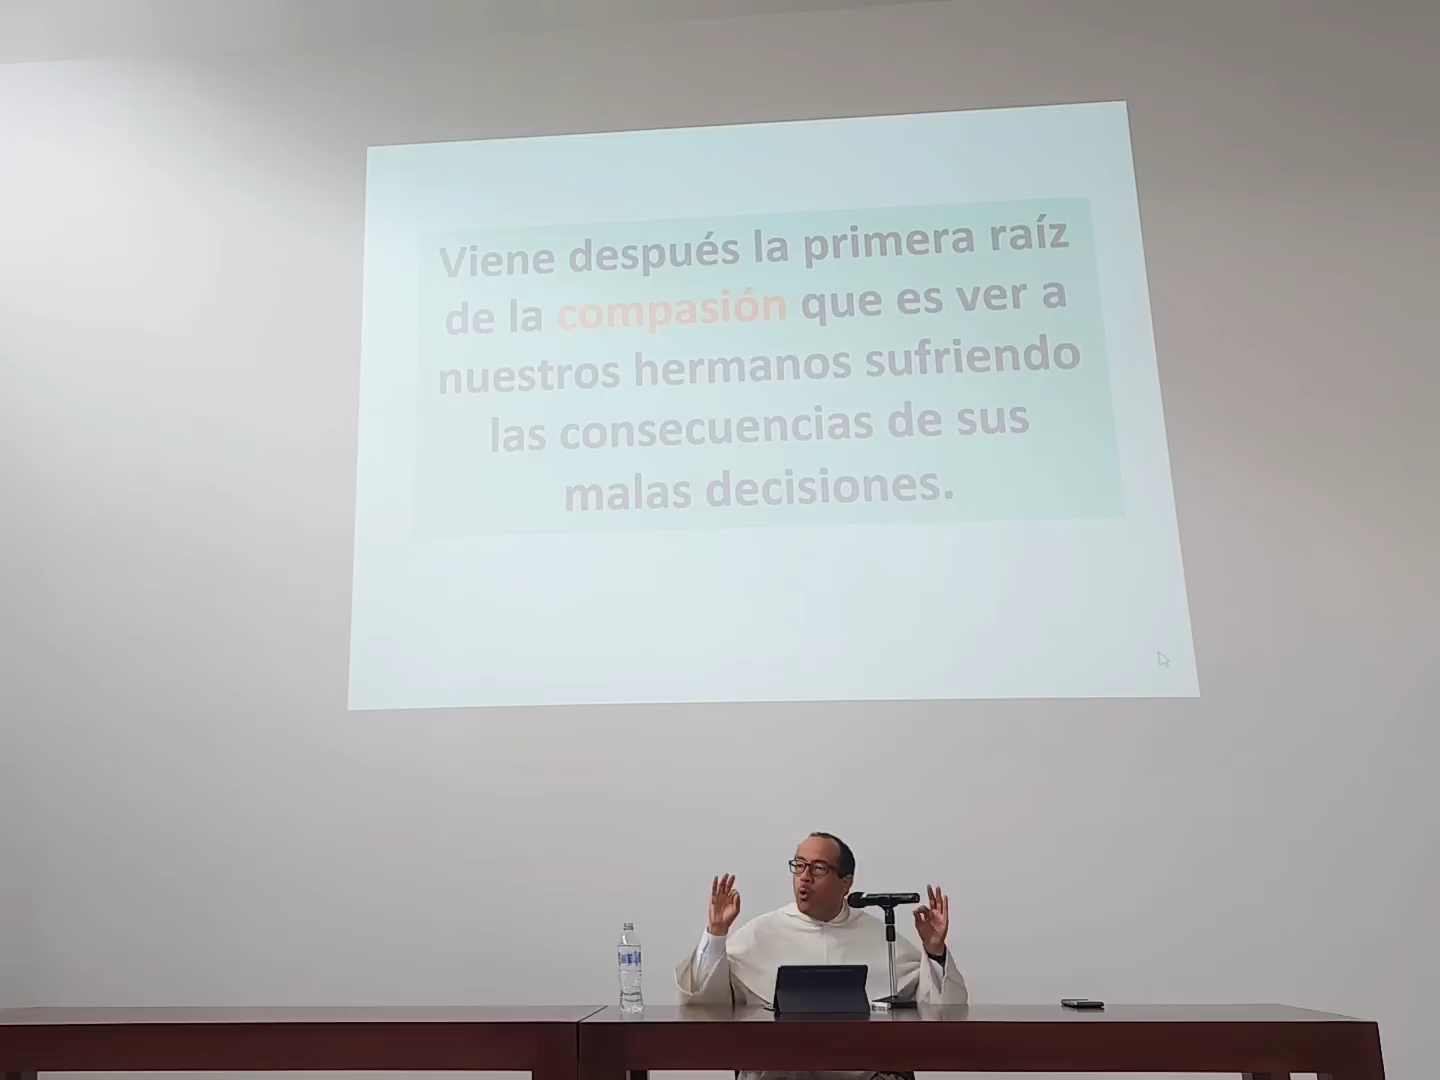 Viene después la primera raíz
de la compasión que es ver a
nuestros hermanos sufriendo
las consecuencias de sus
malas decisiones.